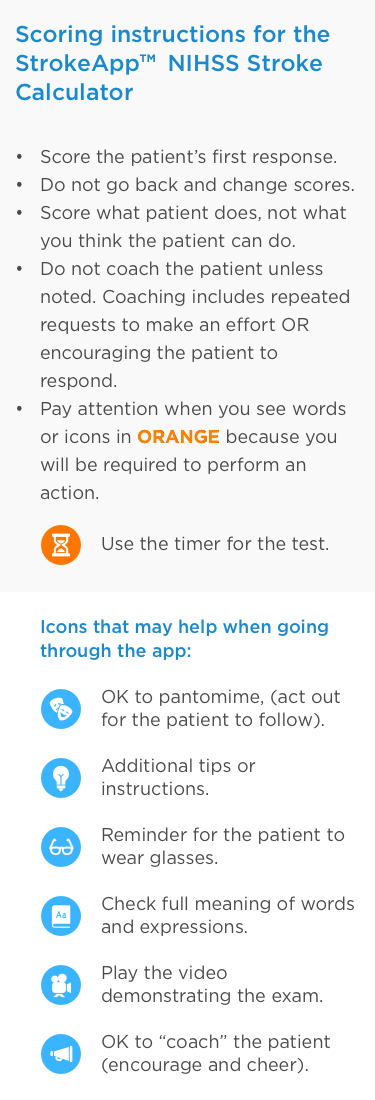 Scoring instructions for the
StrokeApp™ NIHSS Stroke
Calculator
• Score the patient’s first response.
• Do not go back and change scores.
• Score what patient does, not what
you think the patient can do.
• Do not coach the patient unless
noted. Coaching includes repeated
requests to make an effort OR
encouraging the patient to
respond.
• Pay attention when you see words
or icons in ORANGE because you
will be required to perform an
action.
Use the timer for the test.
Icons that may help when going
through the app:
OK to pantomime, (act out
for the patient to follow).
Additional tips or
instructions.
Reminder for the patient to
wear glasses.
Aa
Check full meaning of words
and expressions.
Play the video
demonstrating the exam.
OK to “coach” the patient
(encourage and cheer).